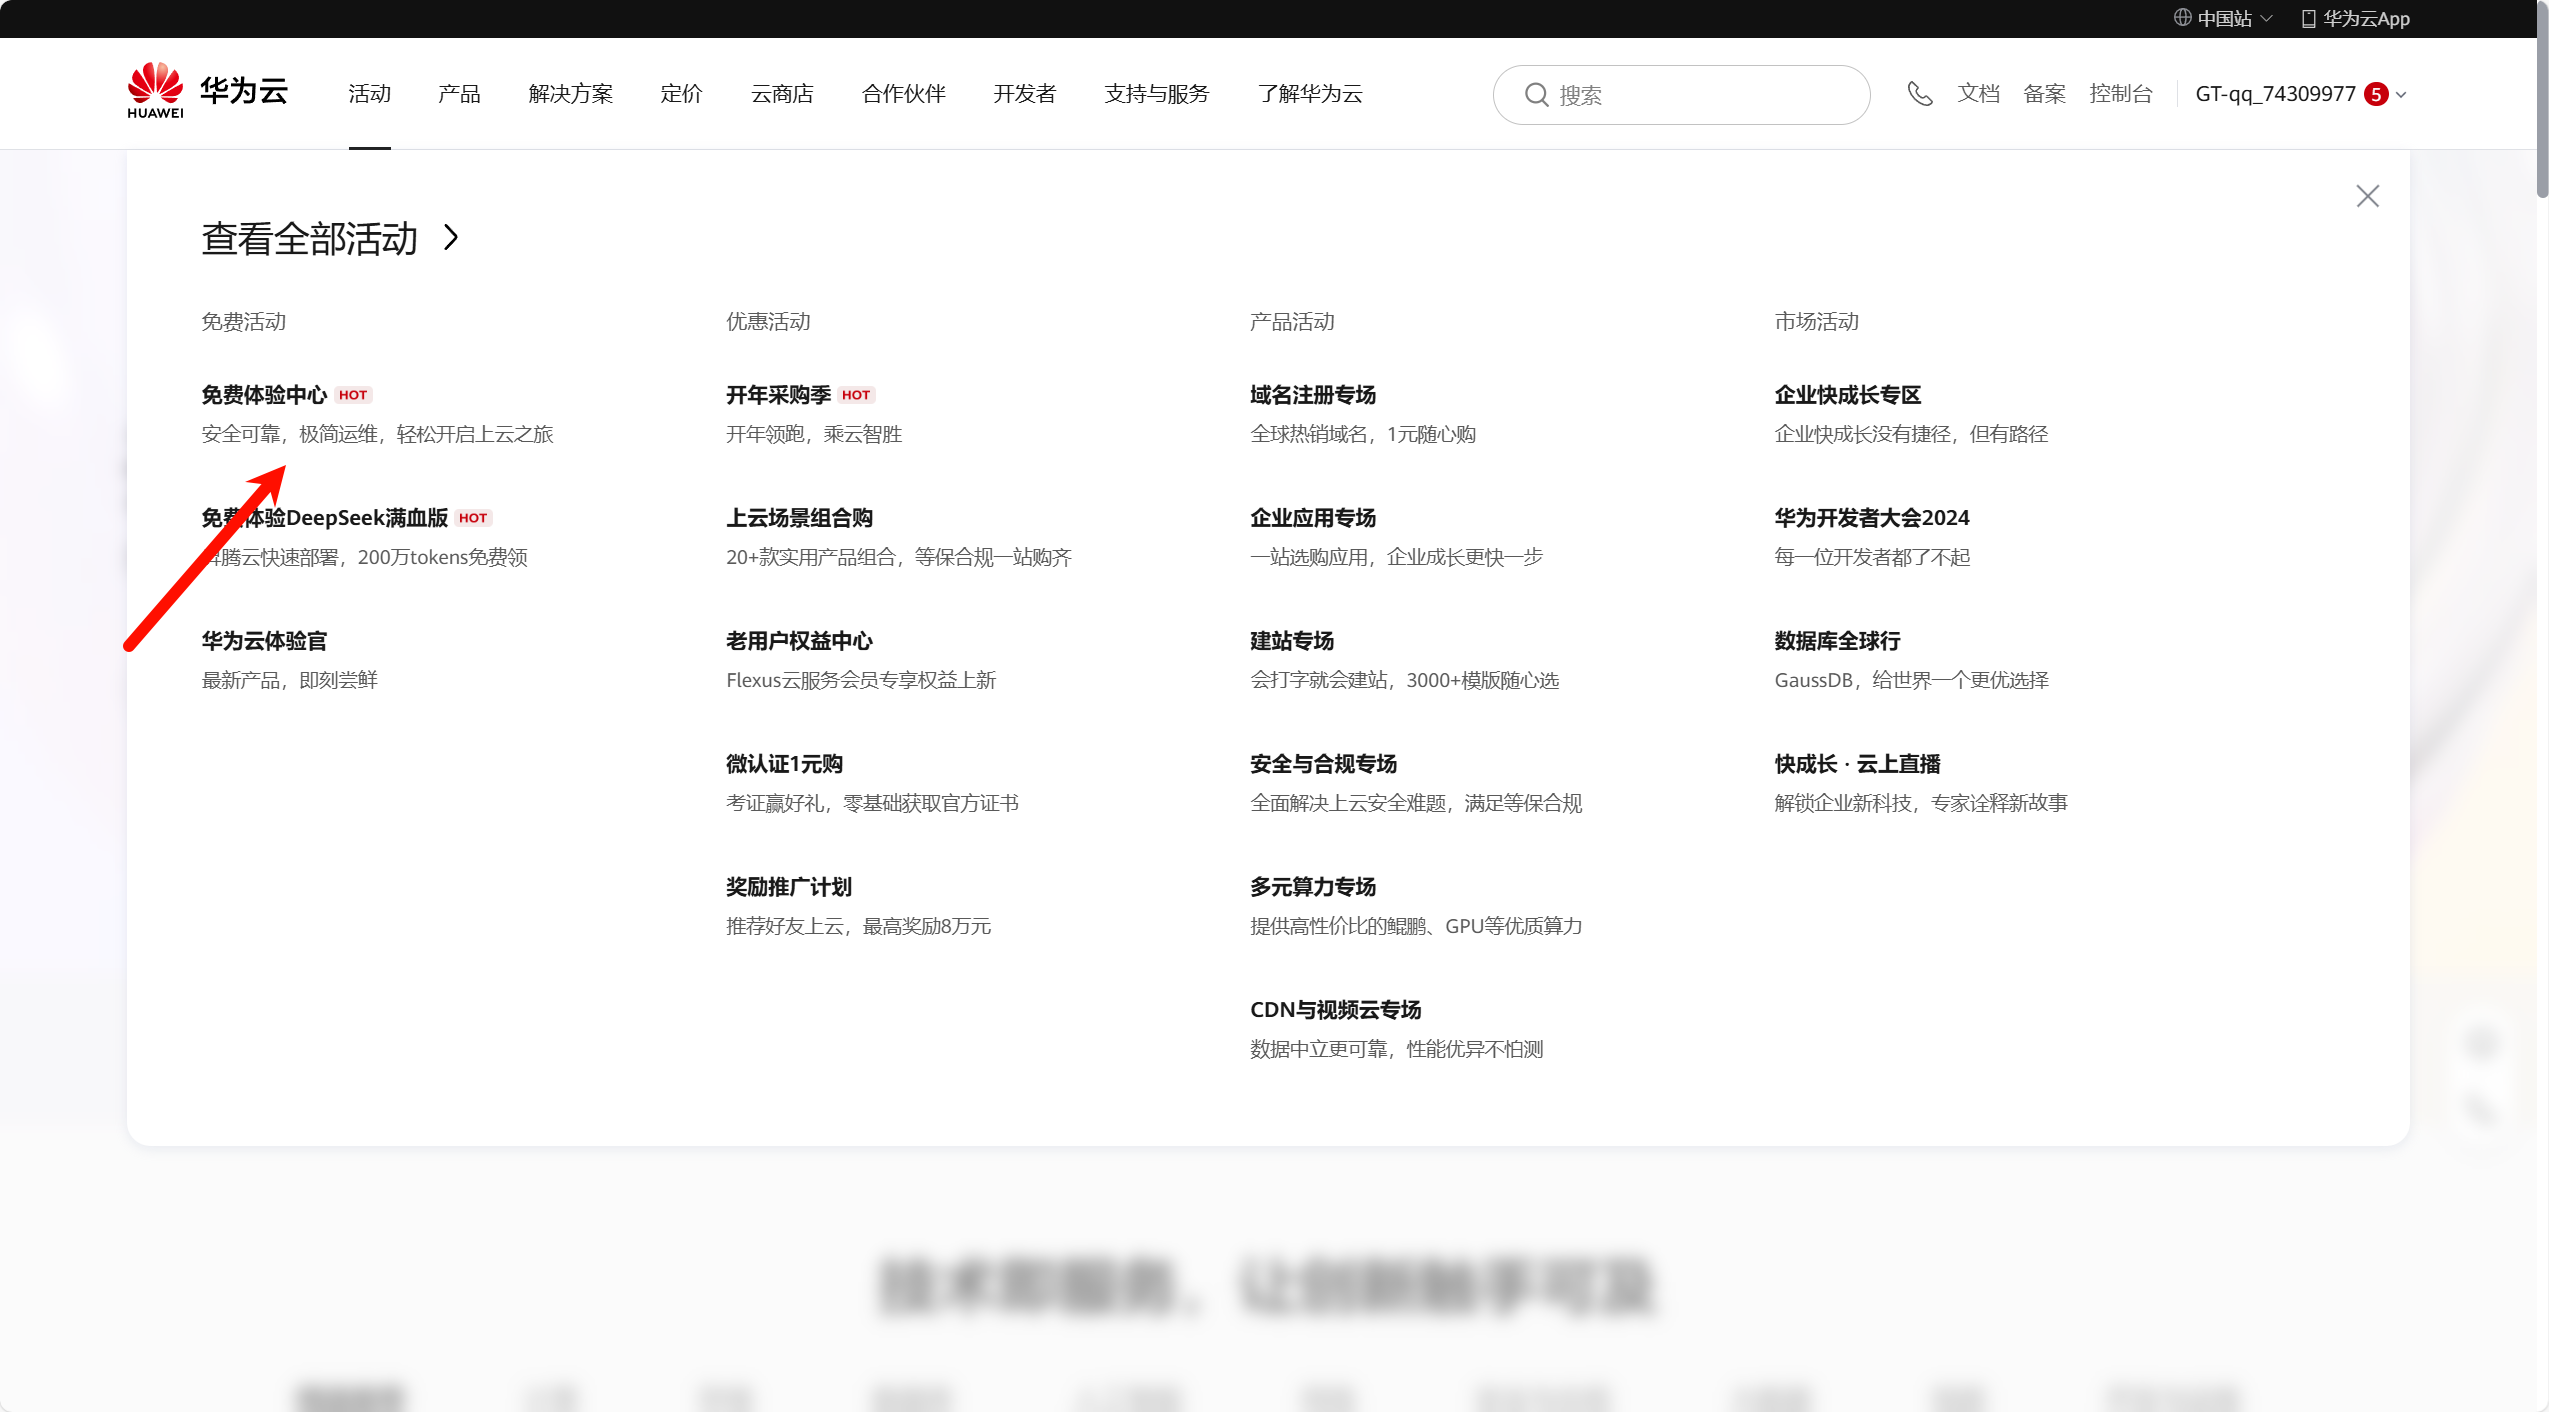 中国站
华为云App
HUAWEI
华为云
活动
产品
解决方案
定价
云商店
合作伙伴
开发者
支持与服务
了解华为云
搜索
文档
备案
控制台
GT-qq_74309977
5
查看全部活动
免费活动
免费体验中心 HOT
安全可靠，极简运维，轻松开启上云之旅
免费体验DeepSeek满血版 HOT
昇腾云快速部署，200万tokens免费领
华为云体验官
最新产品，即刻尝鲜
优惠活动
开年采购季 HOT
开年领跑，乘云智胜
上云场景组合购
20+款实用产品组合，等保合规一站购齐
老用户权益中心
Flexus云服务会员专享权益上新
微认证1元购
考证赢好礼，零基础获取官方证书
奖励推广计划
推荐好友上云，最高奖励8万元
产品活动
域名注册专场
全球热销域名，1元随心购
企业应用专场
一站选购应用，企业成长更快一步
建站专场
会打字就会建站，3000+模版随心选
安全与合规专场
全面解决上云安全难题，满足等保合规
多元算力专场
提供高性价比的鲲鹏、GPU等优质算力
CDN与视频云专场
数据中立更可靠，性能优异不怕测
市场活动
企业快成长专区
企业快成长没有捷径，但有路径
华为开发者大会2024
每一位开发者都了不起
数据库全球行
GaussDB，给世界一个更优选择
快成长 · 云上直播
解锁企业新科技，专家诠释新故事
技术即服务，让创新触手可及